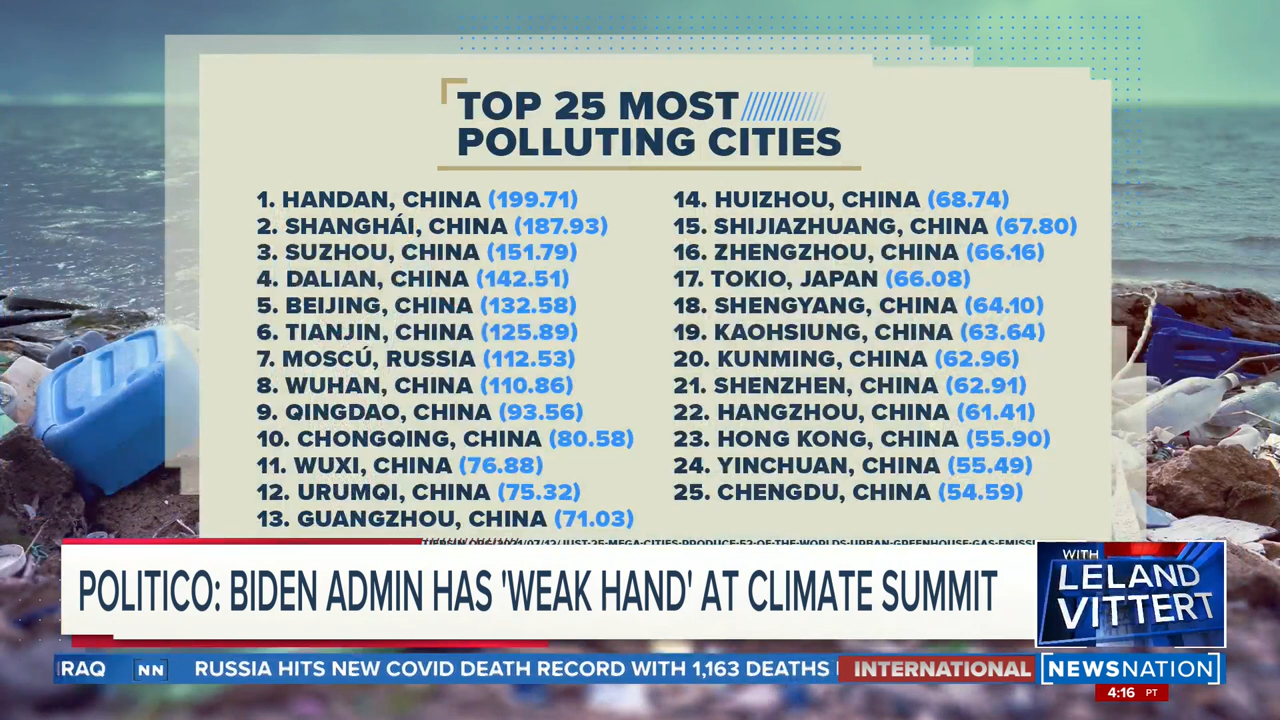 TOP 25 MOST
POLLUTING CITIES
1. HANDAN, CHINA (199.71)
2. SHANGHÁI, CHINA (187.93)
3. SUZHOU, CHINA (151.79)
4. DALIAN, CHINA (142.51)
5. BEIJING, CHINA (132.58)
6. TIANJIN, CHINA (125.89)
7. MOSCÚ, RUSSIA (112.53)
8. WUHAN, CHINA (110.86)
9. QINGDAO, CHINA (93.56)
10. CHONGQING, CHINA (80.58)
11. WUXI, CHINA (76.88)
12. URUMQI, CHINA (75.32)
13. GUANGZHOU, CHINA (71.03)
14. HUIZHOU, CHINA (68.74)
15. SHIJIAZHUANG, CHINA (67.80)
16. ZHENGZHOU, CHINA (66.16)
17. TOKIO, JAPAN (66.08)
18. SHENGYANG, CHINA (64.10)
19. KAOHSIUNG, CHINA (63.64)
20. KUNMING, CHINA (62.96)
21. SHENZHEN, CHINA (62.91)
22. HANGZHOU, CHINA (61.41)
23. HONG KONG, CHINA (55.90)
24. YINCHUAN, CHINA (55.49)
25. CHENGDU, CHINA (54.59)
POLITICO: BIDEN ADMIN HAS 'WEAK HAND' AT CLIMATE SUMMIT
WITH
LELAND
VITTERT
RAQ NN RUSSIA HITS NEW COVID DEATH RECORD WITH 1,163 DEATHS
INTERNATIONAL
NEWSNATION
4:16 PT